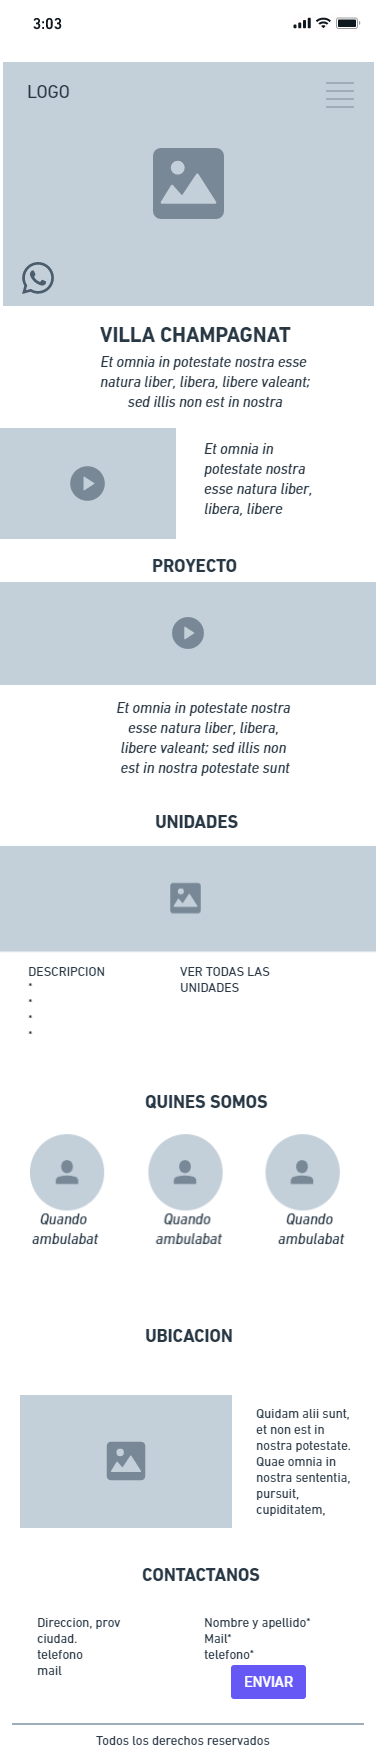 3:03
LOGO
VILLA CHAMPAGNAT
Et omnia in potestate nostra esse
natura liber, libera, libere valeant;
sed illis non est in nostra
Et omnia in
potestate nostra
esse natura liber,
libera, libere
PROYECTO
Et omnia in potestate nostra
esse natura liber, libera,
libere valeant; sed illis non
est in nostra potestate sunt
UNIDADES
DESCRIPCION
•
•
•
•
VER TODAS LAS
UNIDADES
QUINES SOMOS
Quando
ambulabat
Quando
ambulabat
Quando
ambulabat
UBICACION
Quidam alii sunt,
et non est in
nostra potestate.
Quae omnia in
nostra sententia,
pursuit,
cupiditatem,
CONTACTANOS
Direccion, prov
ciudad.
telefono
mail
Nombre y apellido*
Mail*
telefono*
ENVIAR
Todos los derechos reservados